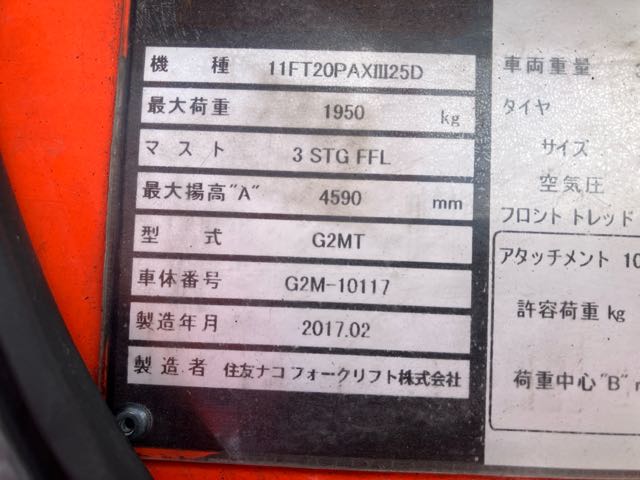 機 種 11FT20PAXⅢ25D
最大荷重 1950 kg
マスト 3 STG FFL
最大揚高"A" 4590 mm
型 式 G2MT
車体番号 G2M-10117
製造年月 2017.02
製造者 住友ナコ フォークリフト株式会社
車両重量
タイヤ
サイズ
空気圧
フロント トレッド
アタッチメント 10
許容荷重 kg
荷重中心"B"